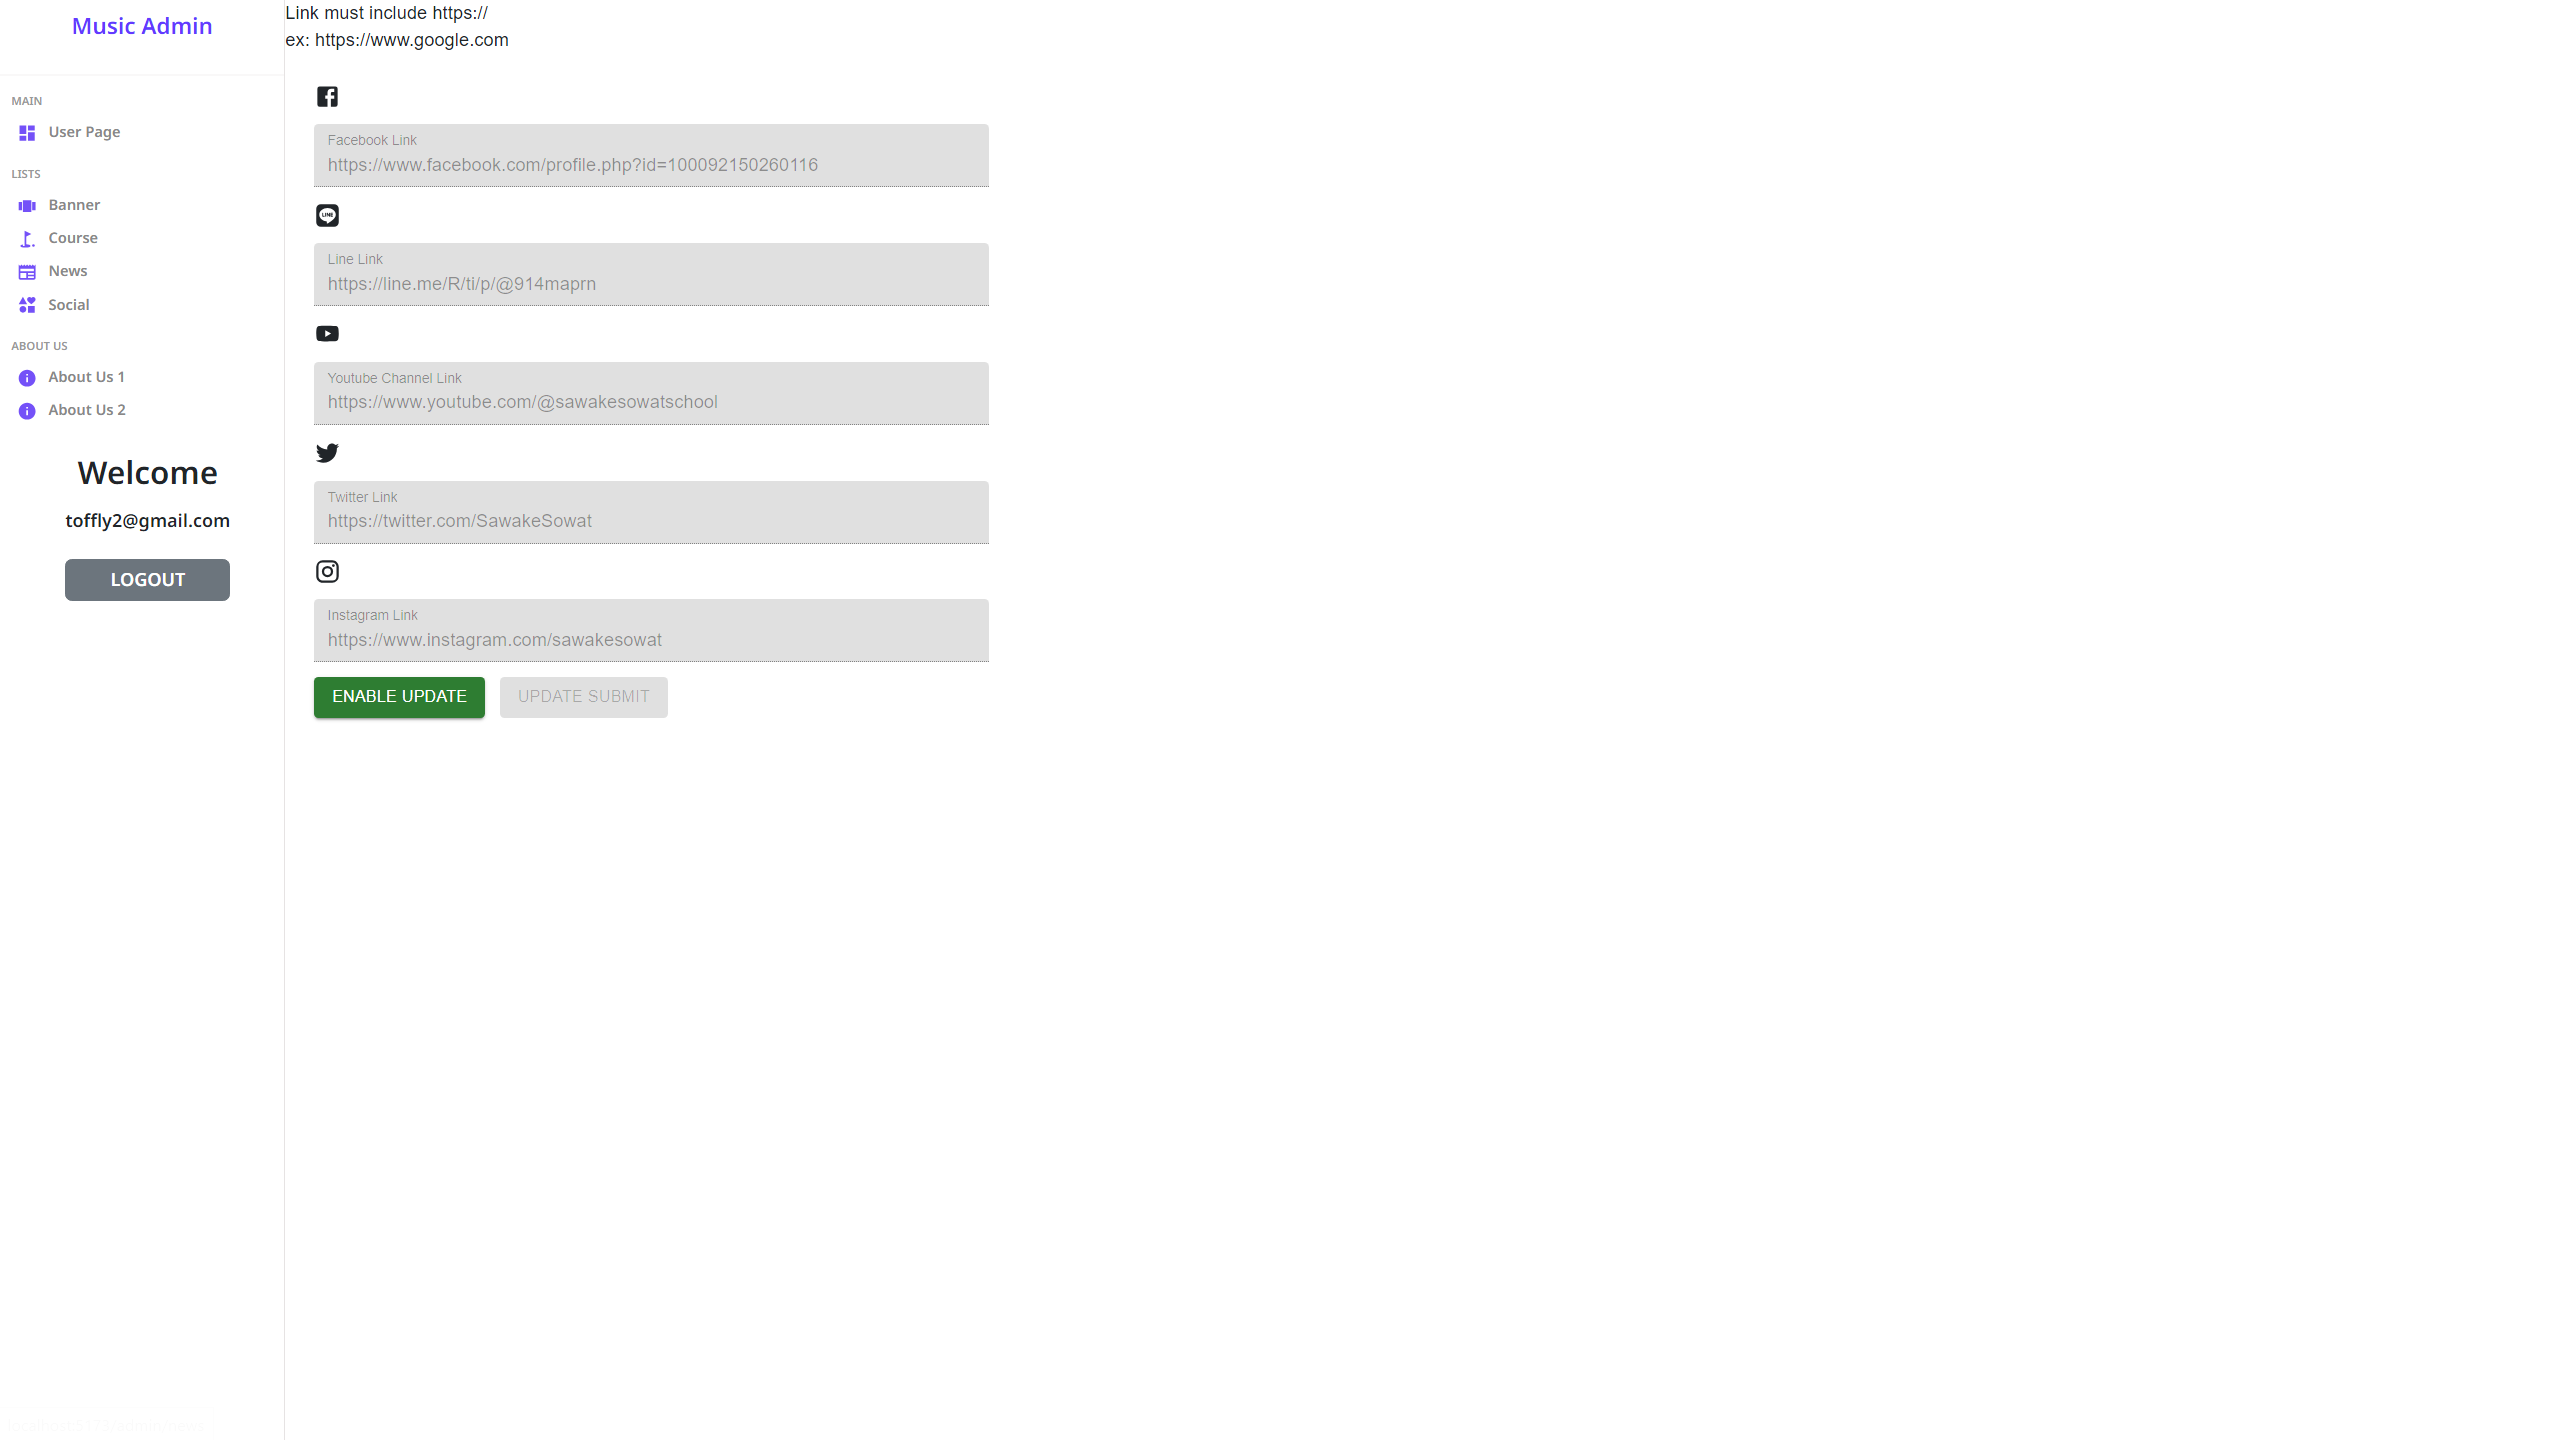 Music Admin
MAIN
User Page
LISTS
Banner
Course
News
Social
ABOUT US
About Us 1
About Us 2
Welcome
toffly2@gmail.com
LOGOUT
Link must include https://
ex: https://www.google.com
Facebook Link
https://www.facebook.com/profile.php?id=100092150260116
LINE
Line Link
https://line.me/R/ti/p/@914maprn
Youtube Channel Link
https://www.youtube.com/@sawakesowatschool
Twitter Link
https://twitter.com/SawakeSowat
Instagram Link
https://www.instagram.com/sawakesowat
ENABLE UPDATE
UPDATE SUBMIT